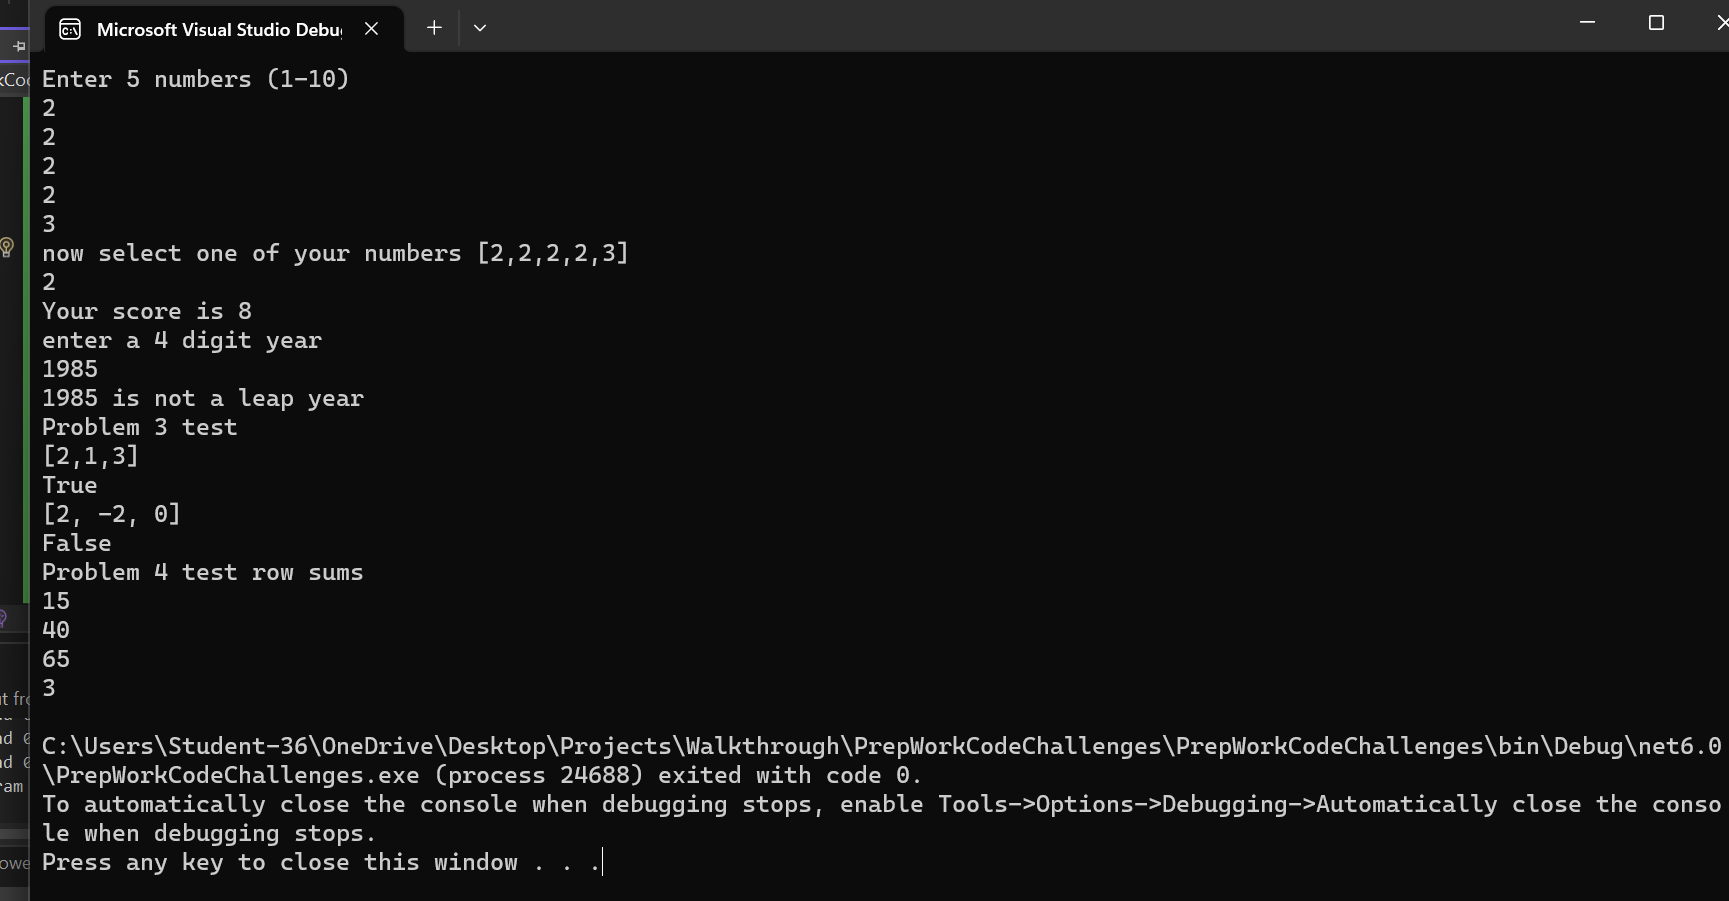 Microsoft Visual Studio Debu
Enter 5 numbers (1-10)
2
2
2
2
3
now select one of your numbers [2,2,2,2,3]
2
Your score is 8
enter a 4 digit year
1985
1985 is not a leap year
Problem 3 test
[2,1,3]
True
[2, -2, 0]
False
Problem 4 test row sums
15
40
65
3
C:\Users\Student-36\OneDrive\Desktop\Projects\Walkthrough\PrepWorkCodeChallenges\PrepWorkCodeChallenges\bin\Debug\net6.0
\PrepWorkCodeChallenges.exe (process 24688) exited with code 0.
To automatically close the console when debugging stops, enable Tools->Options->Debugging->Automatically close the conso
le when debugging stops.
Press any key to close this window . . .